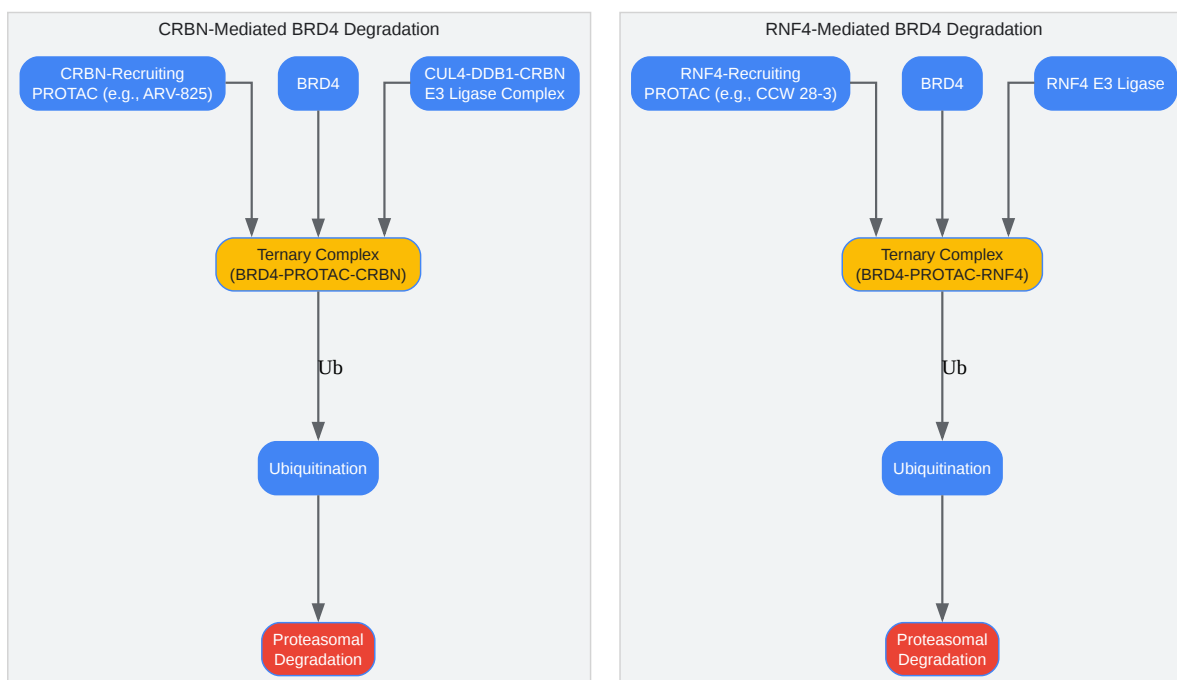 CRBN-Mediated BRD4 Degradation
CRBN-Recruiting
PROTAC (e.g., ARV-825)
BRD4
CUL4-DDB1-CRBN
E3 Ligase Complex
Ternary Complex
(BRD4-PROTAC-CRBN)
Ub
Ubiquitination
Proteasomal
Degradation
RNF4-Mediated BRD4 Degradation
RNF4-Recruiting
PROTAC (e.g., CCW 28-3)
BRD4
RNF4 E3 Ligase
Ternary Complex
(BRD4-PROTAC-RNF4)
Ub
Ubiquitination
Proteasomal
Degradation